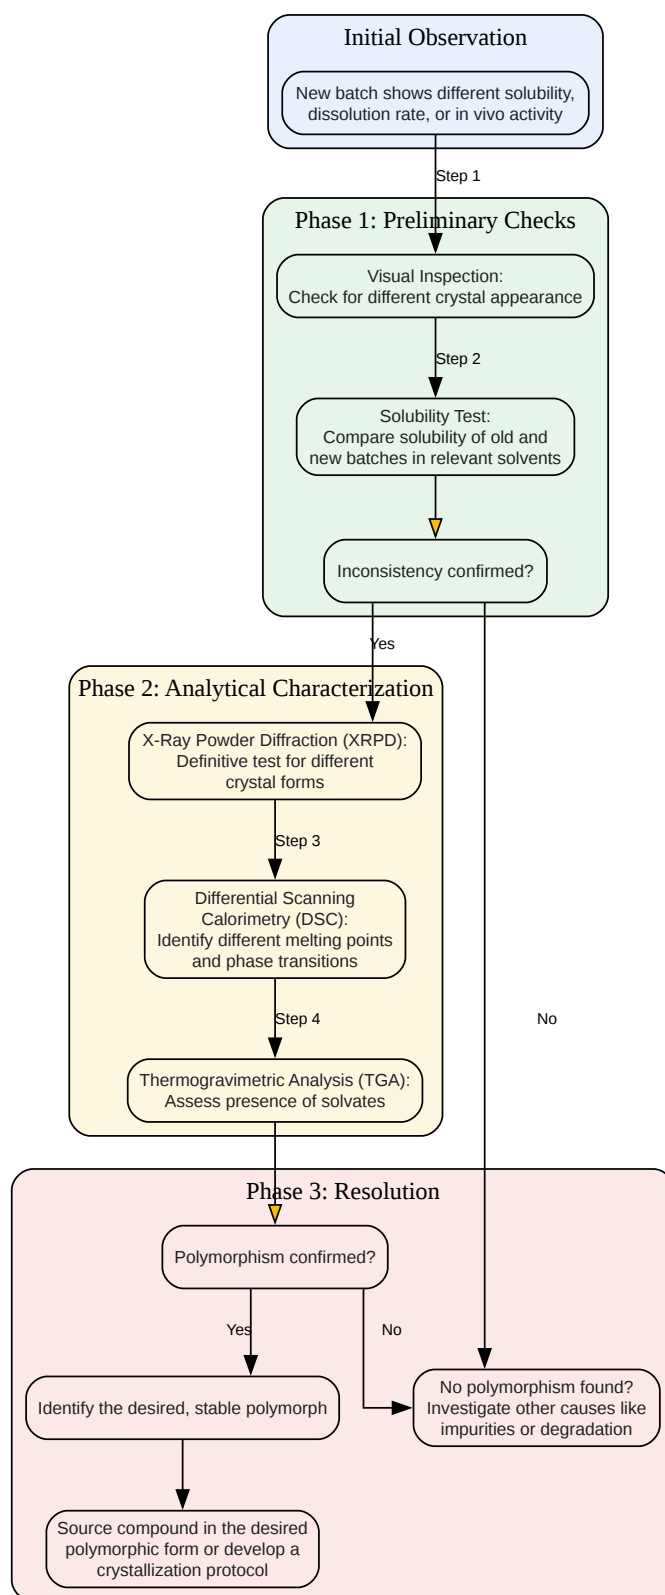 Initial Observation
New batch shows different solubility,
dissolution rate, or in vivo activity
Step 1
Phase 1: Preliminary Checks
Visual Inspection:
Check for different crystal appearance
Step 2
Solubility Test:
Compare solubility of old and
new batches in relevant solvents
Inconsistency confirmed?
Yes
Phase 2: Analytical Characterization
X-Ray Powder Diffraction (XRPD):
Definitive test for different
crystal forms
Step 3
Differential Scanning
Calorimetry (DSC):
Identify different melting points
and phase transitions
Step 4
No
Thermogravimetric Analysis (TGA):
Assess presence of solvates
Phase 3: Resolution
Polymorphism confirmed?
Yes
No
Identify the desired, stable polymorph
No polymorphism found?
Investigate other causes like
impurities or degradation
Source compound in the desired
polymorphic form or develop a
crystallization protocol